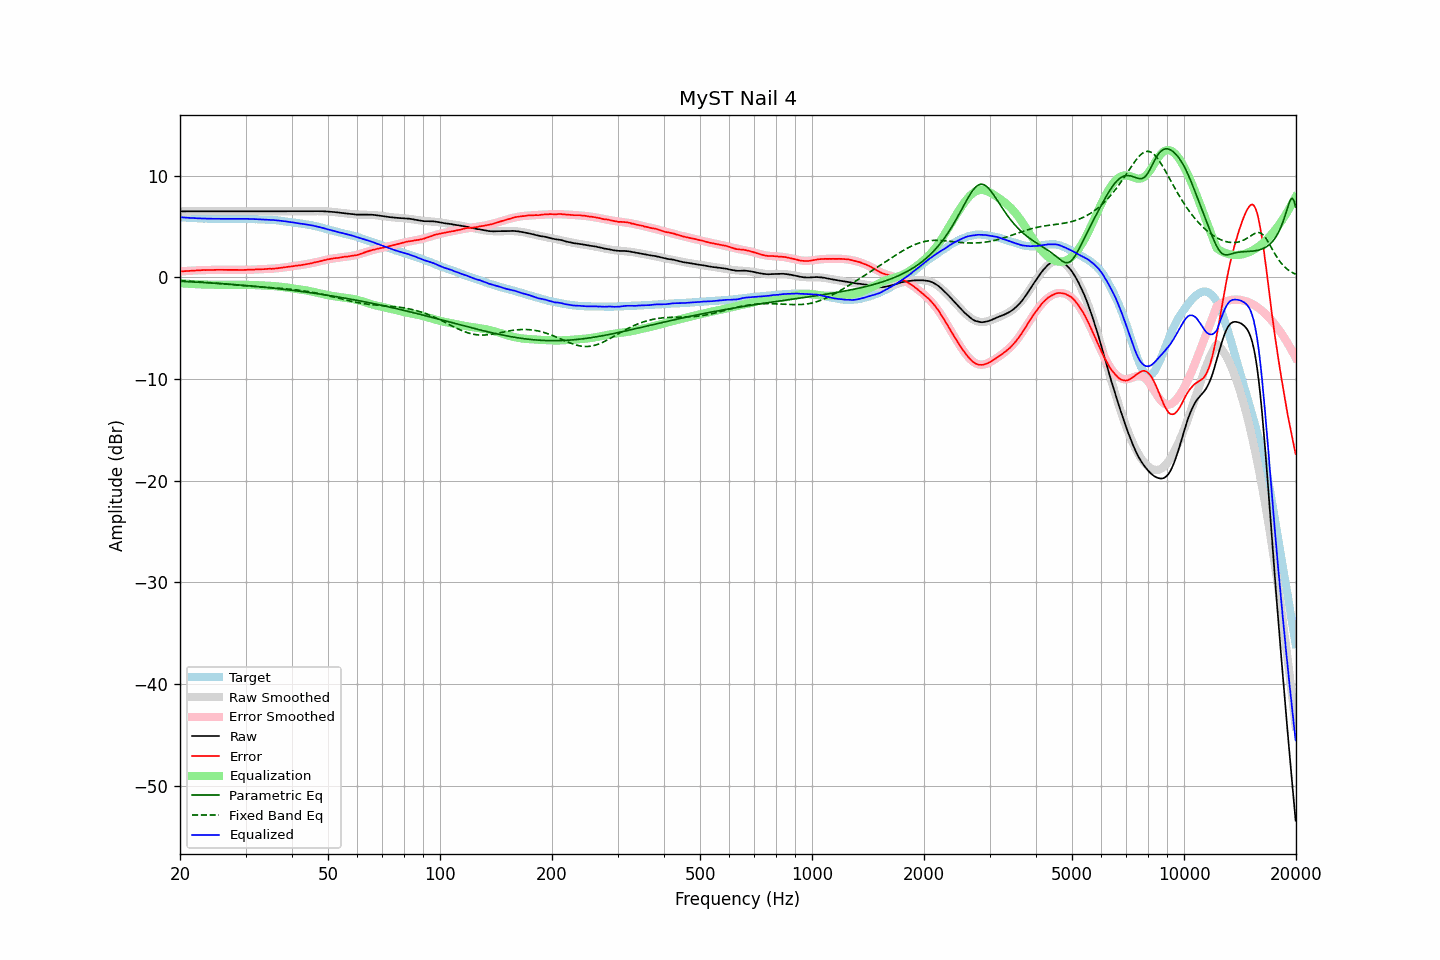 MyST Nail 4
10
0
−10
−20
−30
−40
−50
Amplitude (dBr)
Target
Raw Smoothed
Error Smoothed
Raw
Error
Equalization
Parametric Eq
Fixed Band Eq
Equalized
20 50 100 200 500 1000 2000 5000 10000 20000
Frequency (Hz)